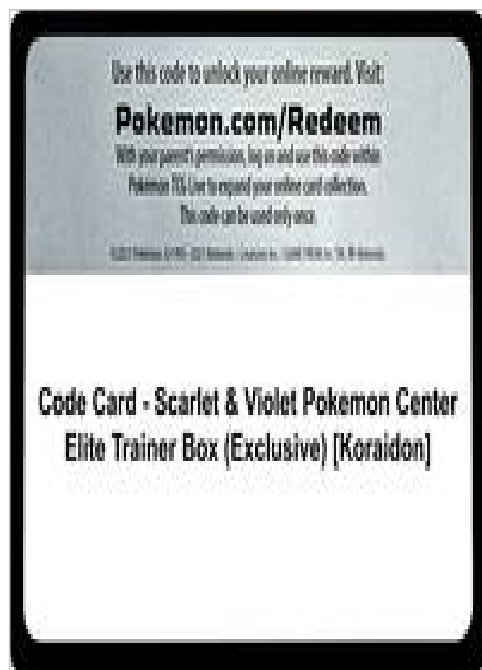 Use this code to unlock your online reward. Visit:
Pokemon.com/Redeem
With your parent's permission, log on and use this code within
Pokémon TCG Live to expand your online card collection.
This code can be used only once.
Code Card - Scarlet & Violet Pokemon Center
Elite Trainer Box (Exclusive) [Koraidon]